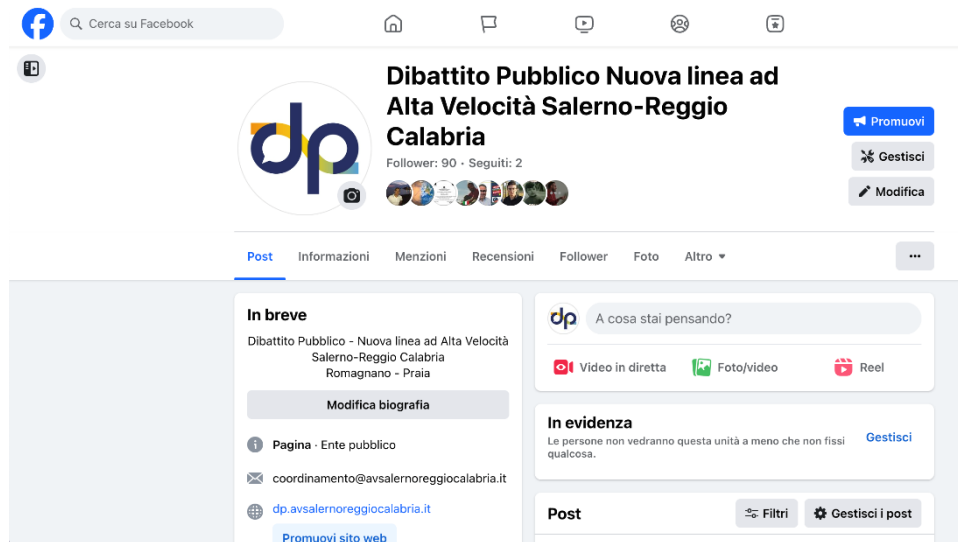 Cerca su Facebook
Dibattito Pubblico Nuova linea ad
Alta Velocità Salerno-Reggio
Calabria
Follower: 90 · Seguiti: 2
Promuovi
Gestisci
Modifica
dp
Post
Informazioni
Menzioni
Recensioni
Follower
Foto
Altro
In breve
Dibattito Pubblico - Nuova linea ad Alta Velocità
Salerno-Reggio Calabria
Romagnano - Praia
Modifica biografia
Pagina · Ente pubblico
coordinamento@avsalernoreggiocalabria.it
dp.avsalernoreggiocalabria.it
Promuovi sito web
dp
A cosa stai pensando?
Video in diretta
Foto/video
Reel
In evidenza
Le persone non vedranno questa unità a meno che non fissi
qualcosa.
Gestisci
Post
Filtri
Gestisci i post